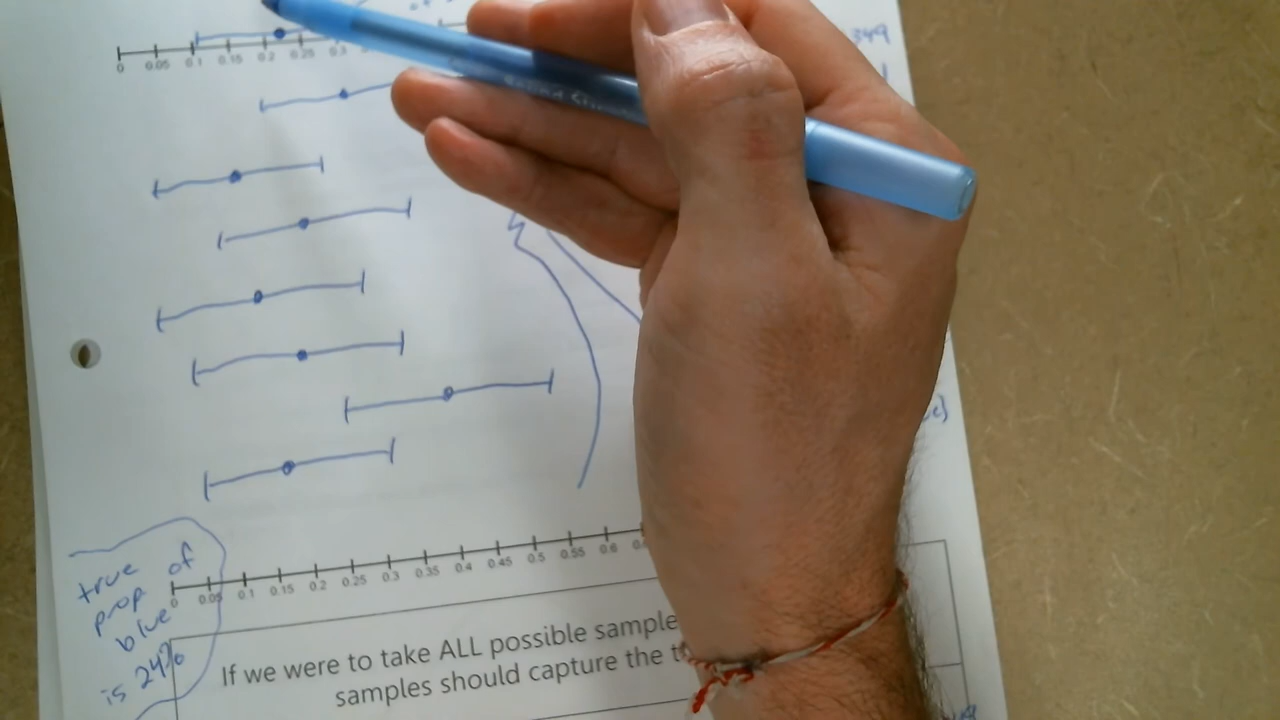 of
349
0 0.05 0.1 0.15 0.2 0.25 0.3
true
prop of
blue
is 24%
0 0.05 0.1 0.15 0.2 0.25 0.3 0.35 0.4 0.45 0.5 0.55 0.6
If we were to take ALL possible sample
samples should capture the t